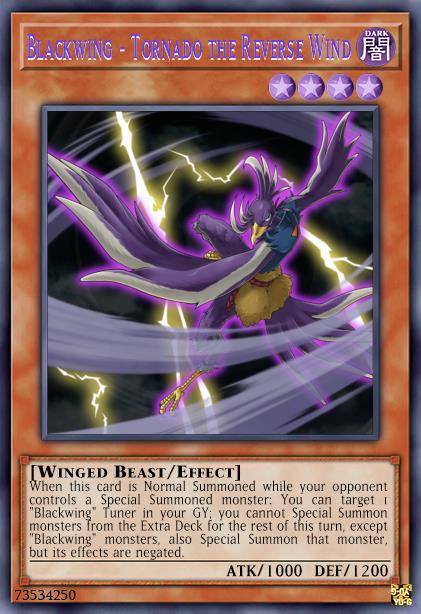 Blackwing - Tornado the Reverse Wind
DARK
闇
[Winged Beast/Effect]
When this card is Normal Summoned while your opponent
controls a Special Summoned monster: You can target 1
"Blackwing" Tuner in your GY; you cannot Special Summon
monsters from the Extra Deck for the rest of this turn, except
"Blackwing" monsters, also Special Summon that monster,
but its effects are negated.
ATK/1000 DEF/1200
73534250